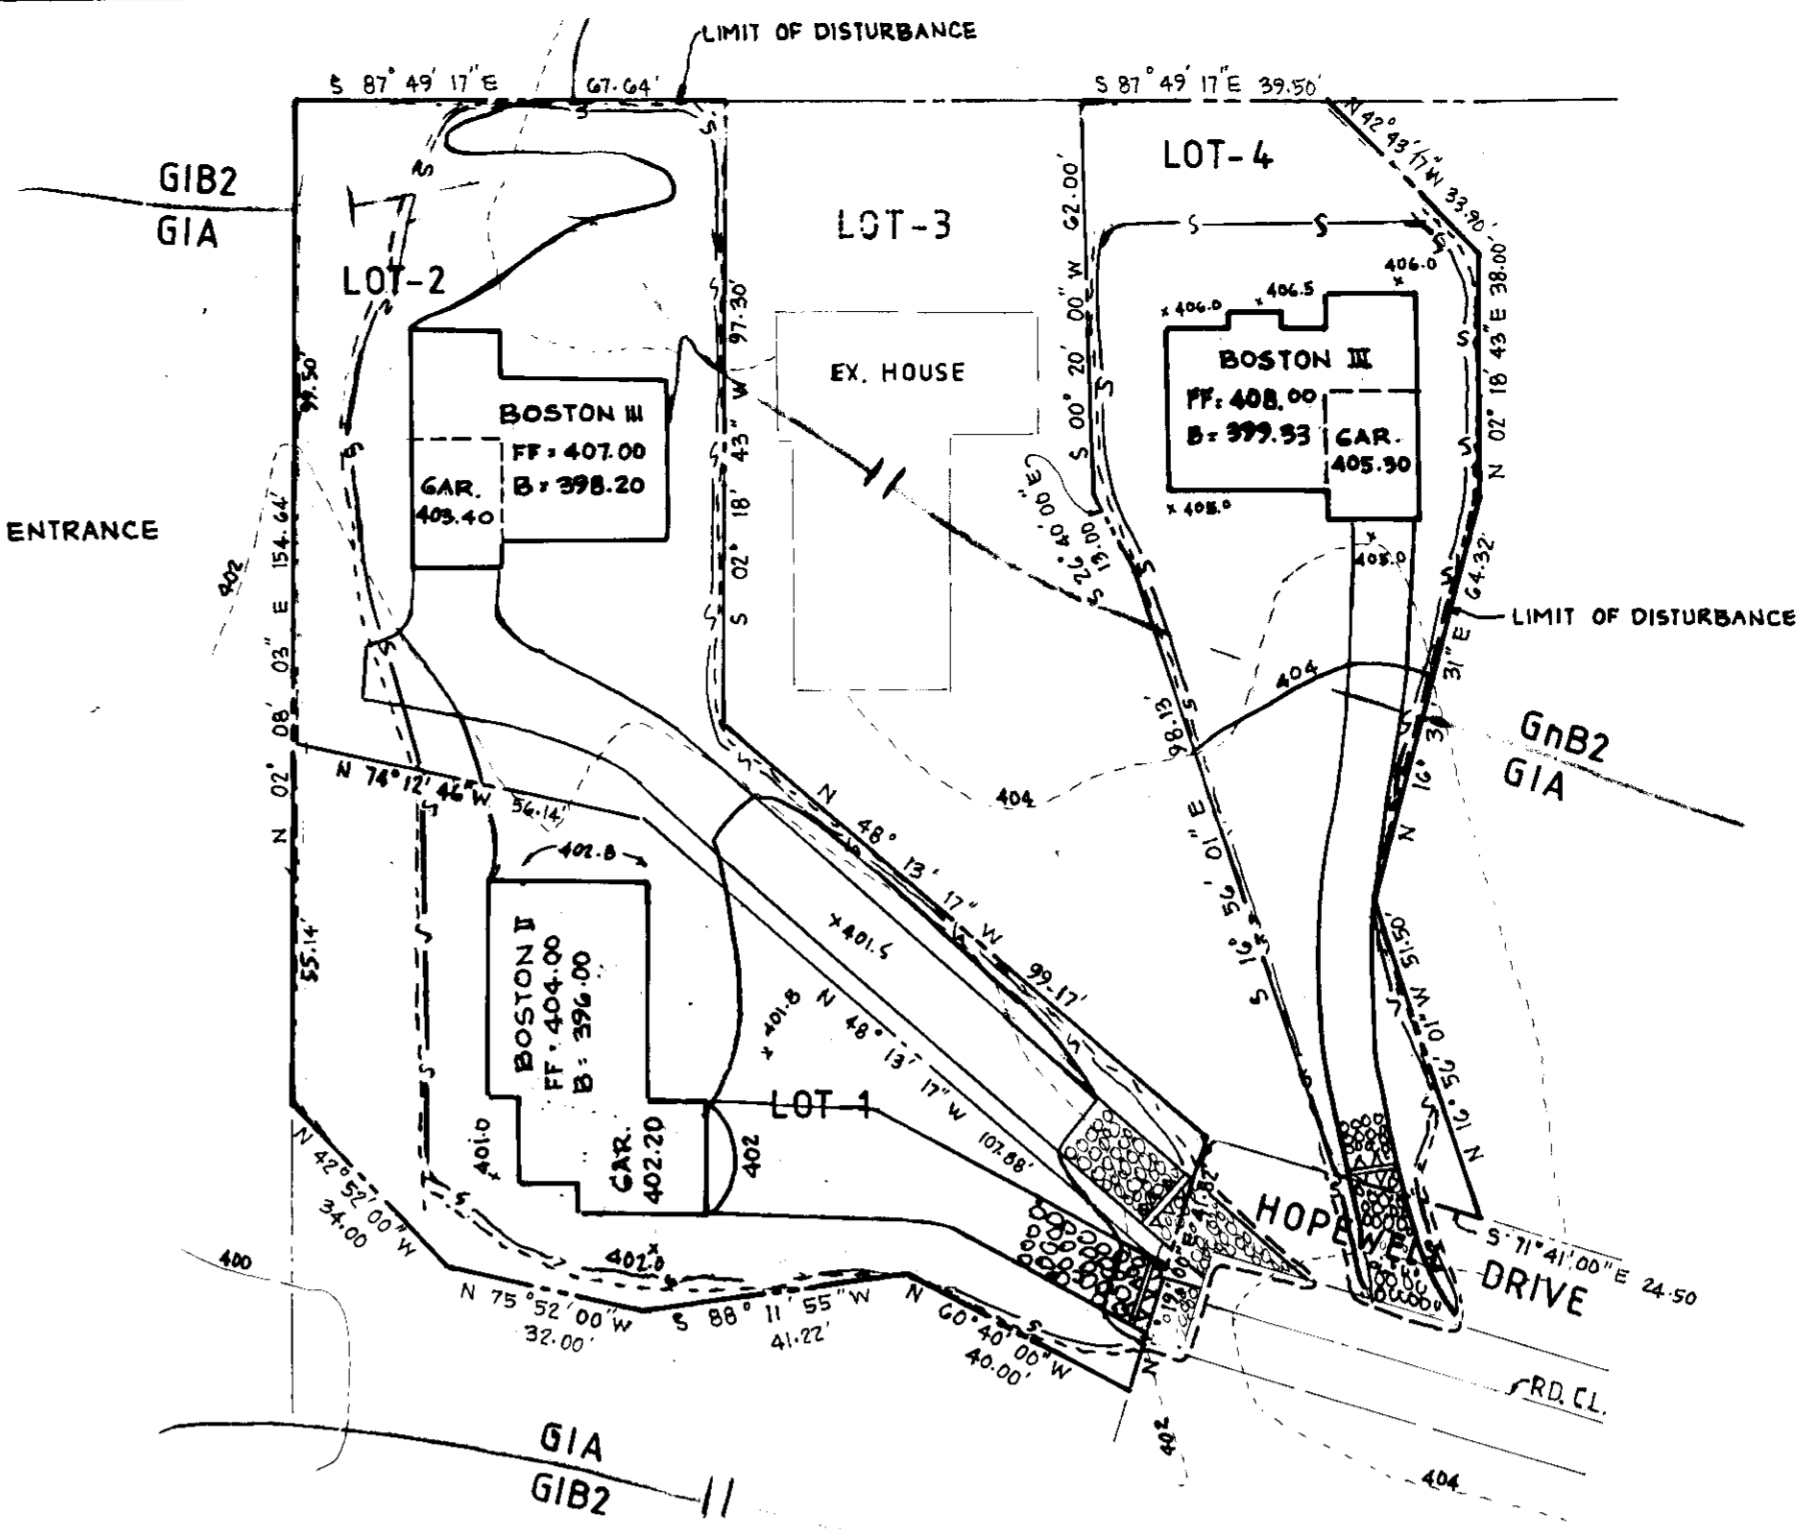 LIMIT OF DISTURBANCE
S 87° 49' 17" E 67.64'
S 87° 49' 17" E 39.50'
N 42° 43' 17" W 33.90'
LOT-4
GIB2
GIA
LOT-3
LOT-2
62.00'
S 00° 20' 00" W
N 02° 18' 43" E 38.00'
406.0
406.5
406.0
97.30'
S 02° 18' 43" W
EX. HOUSE
BOSTON III
FF= 408.00
B= 399.33
GAR.
405.30
405.0
405.0
99.50'
BOSTON III
FF= 407.00
B= 398.20
GAR.
403.40
ENTRANCE
402
N 02° 08' 03" E 154.64'
S 26° 40' 00" E
13.00
64.32'
N 16° 31" E
LIMIT OF DISTURBANCE
404
GnB2
GIA
98.13'
S 16° 56' 01" E
404
N 74° 12' 46" W 56.14'
N 48° 13' 17" W 99.17'
402.8
401.5
BOSTON II
FF= 404.00
B= 396.00
55.14'
401.8
N 48° 13' 17" W 107.88'
51.50'
N 16° 56' 01" W
LOT-1
401.0
GAR.
402.20
402
N 42° 52' 00" W
34.00
HOPEWELL
DRIVE
S 71° 41' 00" E 24.50
402.0
400
N 75° 52' 00" W
32.00'
S 88° 11' 55" W
41.22'
N 60° 40' 00" W
40.00'
RD. CL.
402
404
GIA
GIB2